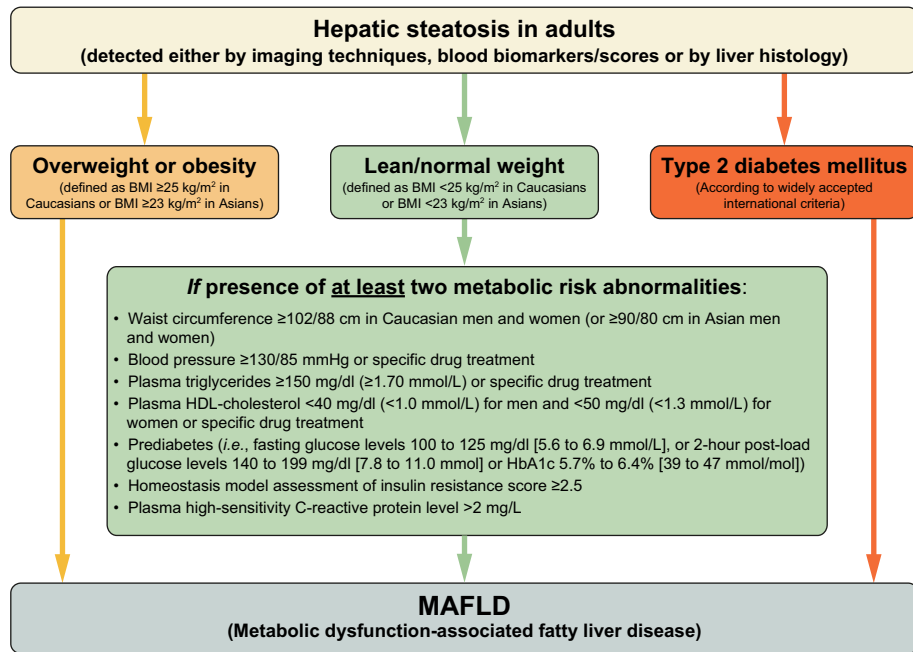 Hepatic steatosis in adults
(detected either by imaging techniques, blood biomarkers/scores or by liver histology)
Overweight or obesity
(defined as BMI ≥25 kg/m² in
Caucasians or BMI ≥23 kg/m² in Asians)
Lean/normal weight
(defined as BMI <25 kg/m² in Caucasians
or BMI <23 kg/m² in Asians)
Type 2 diabetes mellitus
(According to widely accepted
international criteria)
If presence of at least two metabolic risk abnormalities:
• Waist circumference ≥102/88 cm in Caucasian men and women (or ≥90/80 cm in Asian men
and women)
• Blood pressure ≥130/85 mmHg or specific drug treatment
• Plasma triglycerides ≥150 mg/dl (≥1.70 mmol/L) or specific drug treatment
• Plasma HDL-cholesterol <40 mg/dl (<1.0 mmol/L) for men and <50 mg/dl (<1.3 mmol/L) for
women or specific drug treatment
• Prediabetes (i.e., fasting glucose levels 100 to 125 mg/dl [5.6 to 6.9 mmol/L], or 2-hour post-load
glucose levels 140 to 199 mg/dl [7.8 to 11.0 mmol] or HbA1c 5.7% to 6.4% [39 to 47 mmol/mol])
• Homeostasis model assessment of insulin resistance score ≥2.5
• Plasma high-sensitivity C-reactive protein level >2 mg/L
MAFLD
(Metabolic dysfunction-associated fatty liver disease)